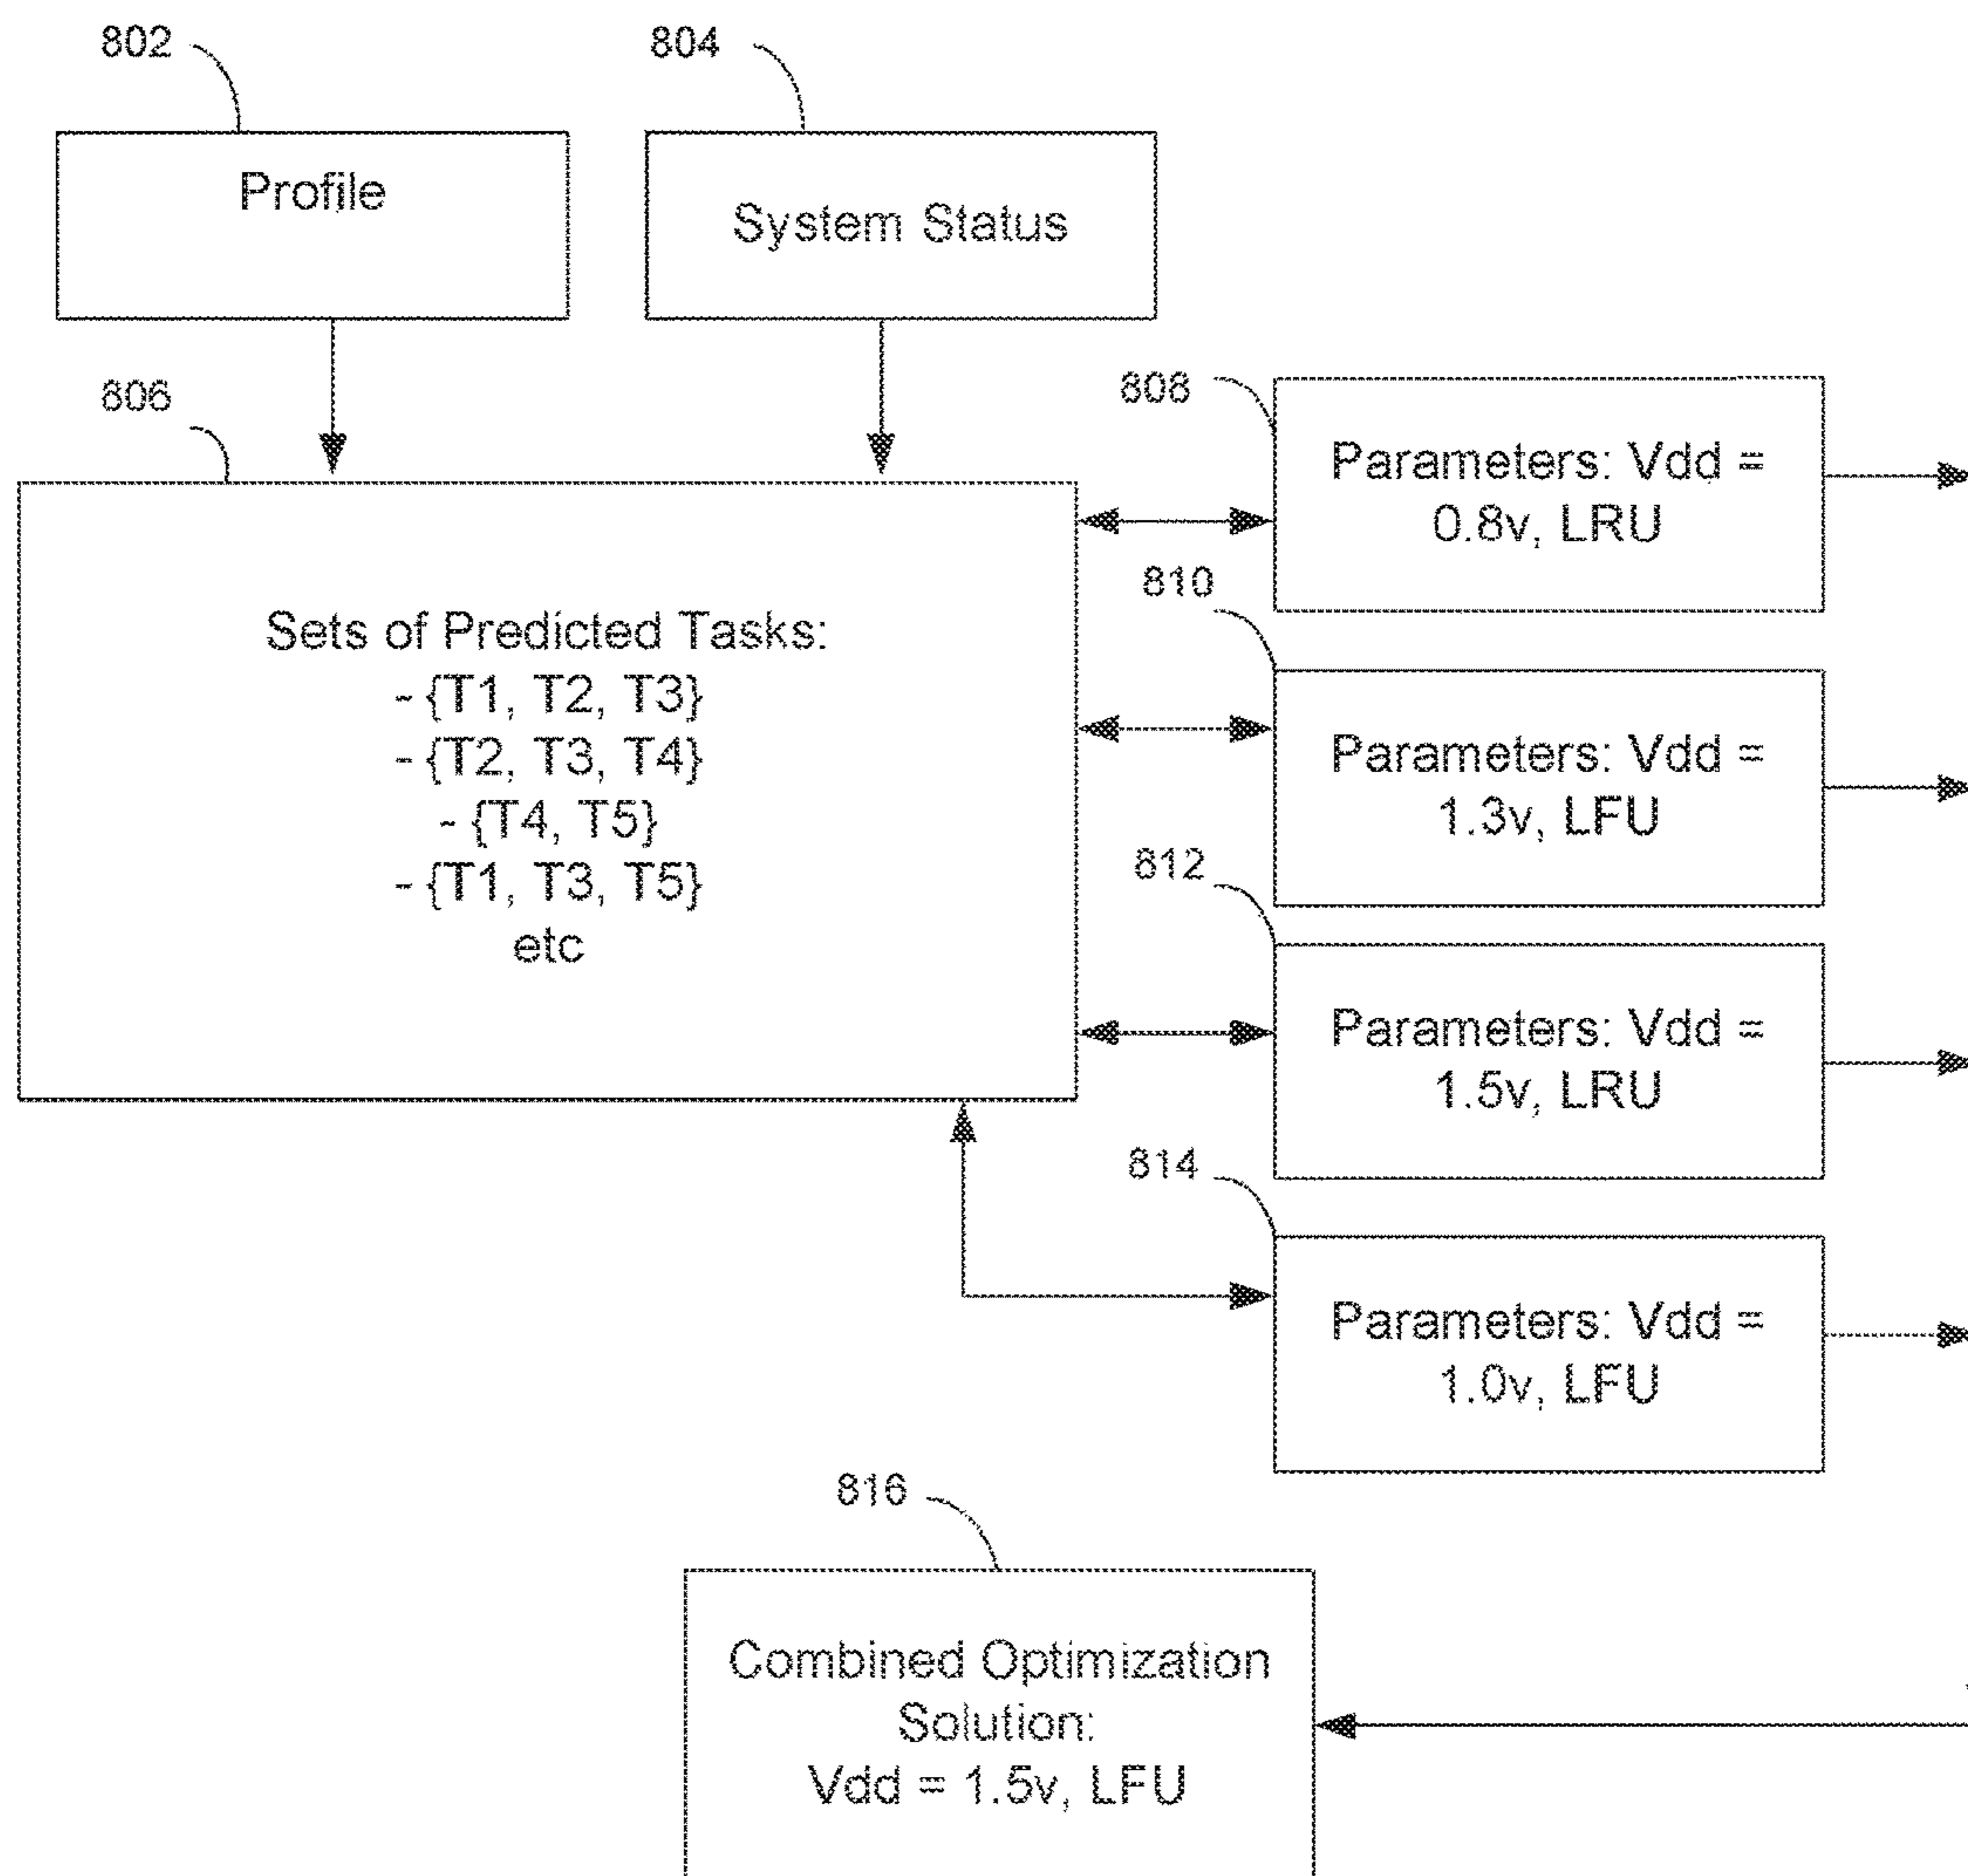 802
804
Profile
System Status
806
808
Parameters: Vdd =
0.8v, LRU
810
Sets of Predicted Tasks:
- {T1, T2, T3}
- {T2, T3, T4}
- {T4, T5}
- {T1, T3, T5}
etc
Parameters: Vdd =
1.3v, LFU
812
Parameters: Vdd =
1.5v, LRU
814
Parameters: Vdd =
1.0v, LFU
816
Combined Optimization
Solution:
Vdd = 1.5v, LFU